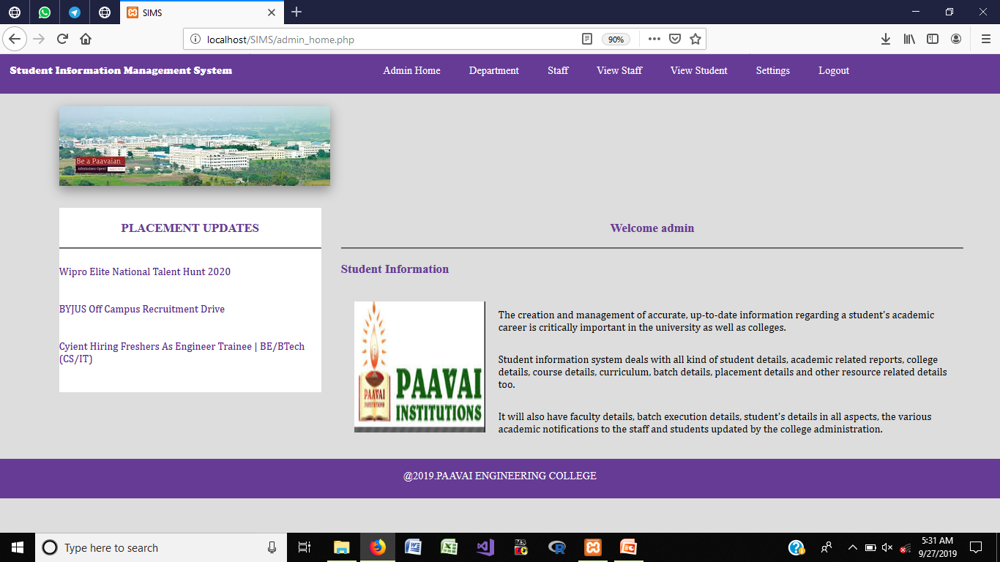 SIMS
localhost/SIMS/admin_home.php
90%
Student Information Management System
Admin Home
Department
Staff
View Staff
View Student
Settings
Logout
Be a Paavaian
Admissions Open!
PLACEMENT UPDATES
Wipro Elite National Talent Hunt 2020
BYJUS Off Campus Recruitment Drive
Cyient Hiring Freshers As Engineer Trainee | BE/BTech
(CS/IT)
Welcome admin
Student Information
PAAVAI
INSTITUTIONS
PAAVAI
INSTITUTIONS
The creation and management of accurate, up-to-date information regarding a student's academic
career is critically important in the university as well as colleges.
Student information system deals with all kind of student details, academic related reports, college
details, course details, curriculum, batch details, placement details and other resource related details
too.
It will also have faculty details, batch execution details, student's details in all aspects, the various
academic notifications to the staff and students updated by the college administration.
@2019.PAAVAI ENGINEERING COLLEGE
Type here to search
5:31 AM
9/27/2019